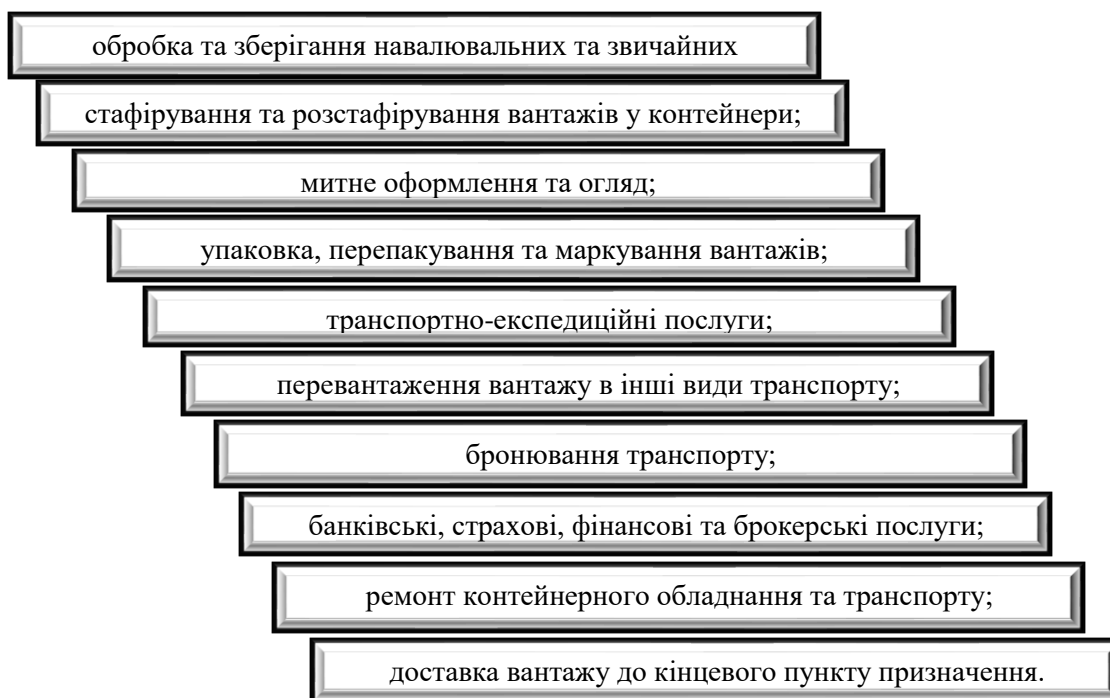 обробка та зберігання навалювальних та звичайних
стафірування та розстафірування вантажів у контейнери;
митне оформлення та огляд;
упаковка, перепакування та маркування вантажів;
транспортно-експедиційні послуги;
перевантаження вантажу в інші види транспорту;
бронювання транспорту;
банківські, страхові, фінансові та брокерські послуги;
ремонт контейнерного обладнання та транспорту;
доставка вантажу до кінцевого пункту призначення.